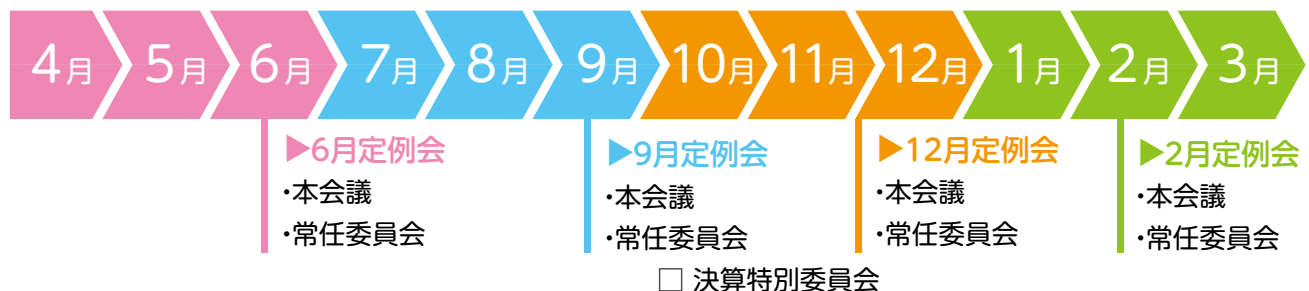 4月 5月 6月 7月 8月 9月 10月 11月 12月 1月 2月 3月
▶6月定例会
・本会議
・常任委員会
▶9月定例会
・本会議
・常任委員会
□ 決算特別委員会
▶12月定例会
・本会議
・常任委員会
▶2月定例会
・本会議
・常任委員会